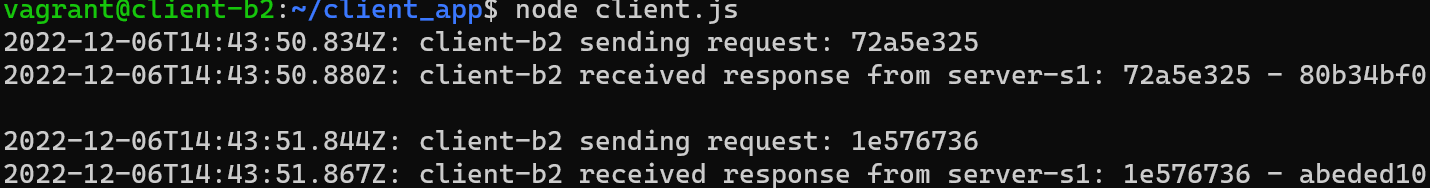 vagrant@client-b2:~/client_app$ node client.js
2022-12-06T14:43:50.834Z: client-b2 sending request: 72a5e325
2022-12-06T14:43:50.880Z: client-b2 received response from server-s1: 72a5e325 - 80b34bf0
2022-12-06T14:43:51.844Z: client-b2 sending request: 1e576736
2022-12-06T14:43:51.867Z: client-b2 received response from server-s1: 1e576736 - abeded10